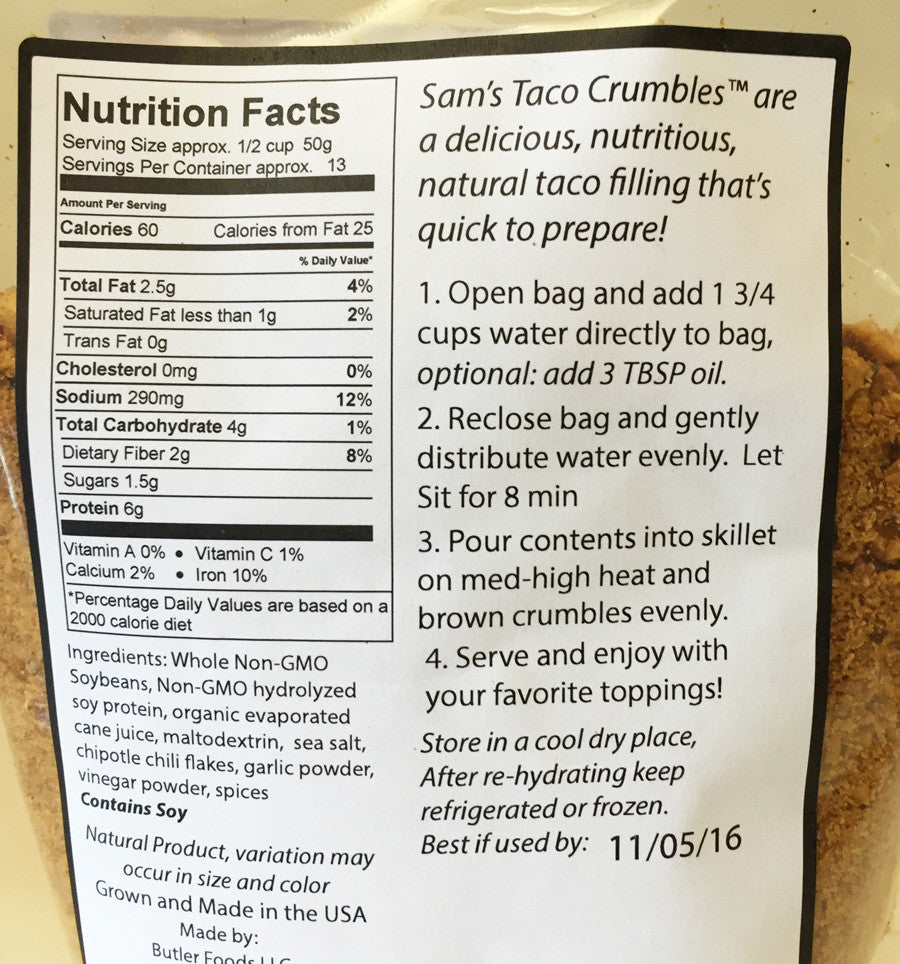 Nutrition Facts
Serving Size approx. 1/2 cup 50g
Servings Per Container approx. 13
Amount Per Serving
Calories 60 Calories from Fat 25
% Daily Value*
Total Fat 2.5g 4%
Saturated Fat less than 1g 2%
Trans Fat 0g
Cholesterol 0mg 0%
Sodium 290mg 12%
Total Carbohydrate 4g 1%
Dietary Fiber 2g 8%
Sugars 1.5g
Protein 6g
Vitamin A 0% • Vitamin C 1%
Calcium 2% • Iron 10%
*Percentage Daily Values are based on a
2000 calorie diet
Ingredients: Whole Non-GMO
Soybeans, Non-GMO hydrolyzed
soy protein, organic evaporated
cane juice, maltodextrin, sea salt,
chipotle chili flakes, garlic powder,
vinegar powder, spices
Contains Soy
Natural Product, variation may
occur in size and color
Grown and Made in the USA
Made by:
Butler Foods LLC
Sam's Taco Crumbles™ are
a delicious, nutritious,
natural taco filling that's
quick to prepare!
1. Open bag and add 1 3/4
cups water directly to bag,
optional: add 3 TBSP oil.
2. Reclose bag and gently
distribute water evenly. Let
Sit for 8 min
3. Pour contents into skillet
on med-high heat and
brown crumbles evenly.
4. Serve and enjoy with
your favorite toppings!
Store in a cool dry place,
After re-hydrating keep
refrigerated or frozen.
Best if used by: 11/05/16